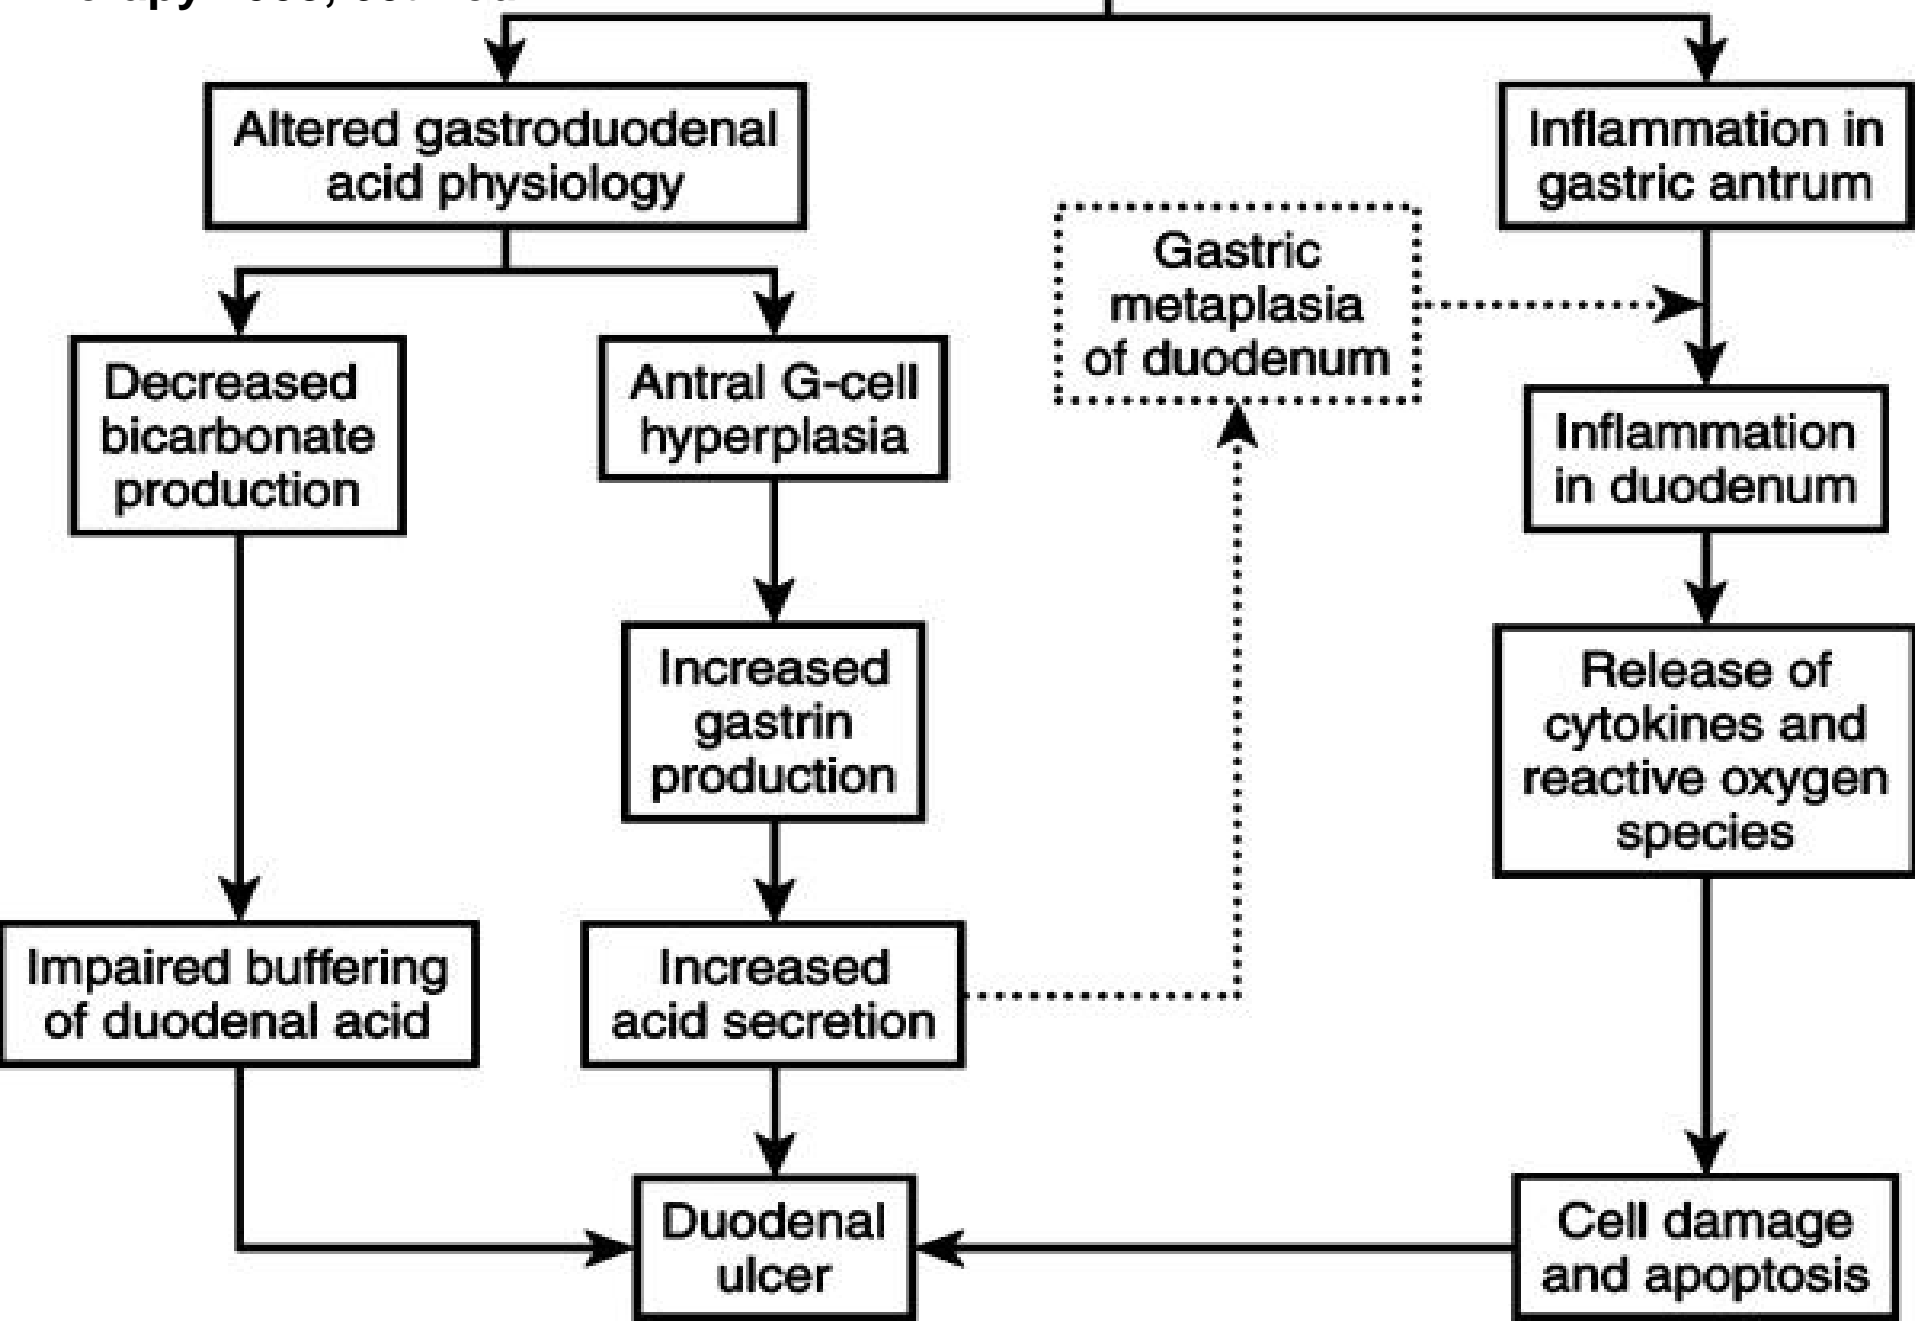 Altered gastroduodenal
acid physiology
Inflammation in
gastric antrum
Gastric
metaplasia
of duodenum
Decreased
bicarbonate
production
Antral G-cell
hyperplasia
Inflammation
in duodenum
Increased
gastrin
production
Release of
cytokines and
reactive oxygen
species
Impaired buffering
of duodenal acid
Increased
acid secretion
Duodenal
ulcer
Cell damage
and apoptosis